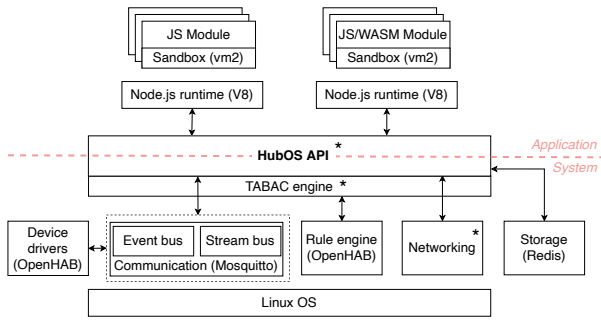 JS Module
Sandbox (vm2)
JS/WASM Module
Sandbox (vm2)
Node.js runtime (V8)
Node.js runtime (V8)
HubOS API *
Application
System
TABAC engine *
Device
drivers
(OpenHAB)
Event bus
Stream bus
Communication (Mosquitto)
Rule engine
(OpenHAB)
Networking *
Storage
(Redis)
Linux OS